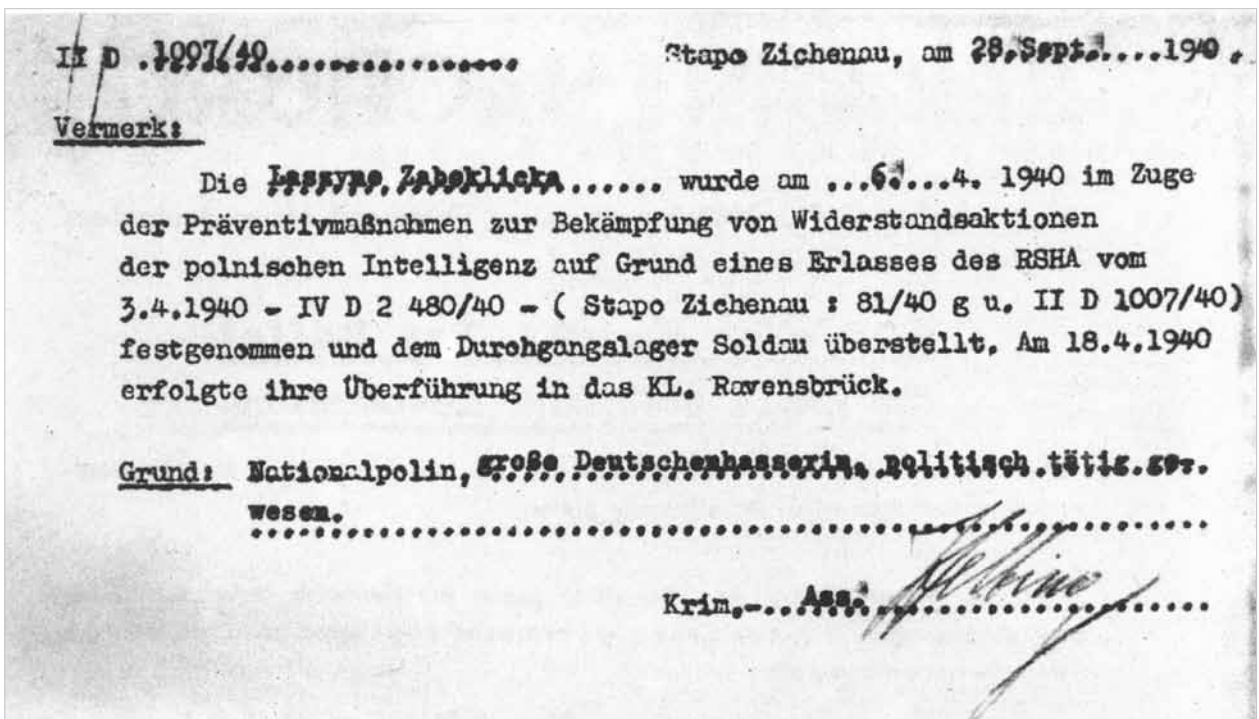 II D .1007/40....................    Stapo Zichenau, am 28.Sept.....1940.
Vermerk:
Die Zaboklicka...... wurde am ...6....4. 1940 im Zuge
der Präventivmaßnahmen zur Bekämpfung von Widerstandsaktionen
der polnischen Intelligenz auf Grund eines Erlasses des RSHA vom
3.4.1940 - IV D 2 480/40 - ( Stapo Zichenau : 81/40 g u. II D 1007/40)
festgenommen und dem Durchgangslager Soldau überstellt. Am 18.4.1940
erfolgte ihre Überführung in das KL. Ravensbrück.
Grund: Nationalpolin, große Deutschenhasserin, politisch tätig ge-
wesen.
Krim.-...Ass.